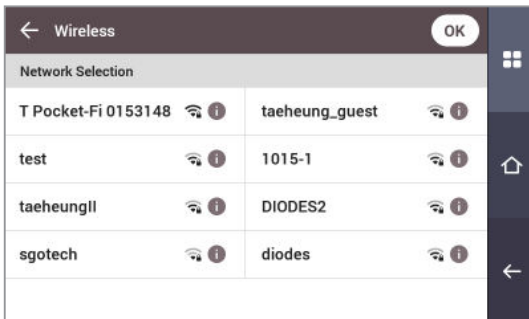 Wireless
OK
Network Selection
T Pocket-Fi 0153148
taeheung_guest
test
1015-1
taeheungII
DIODES2
sgotech
diodes